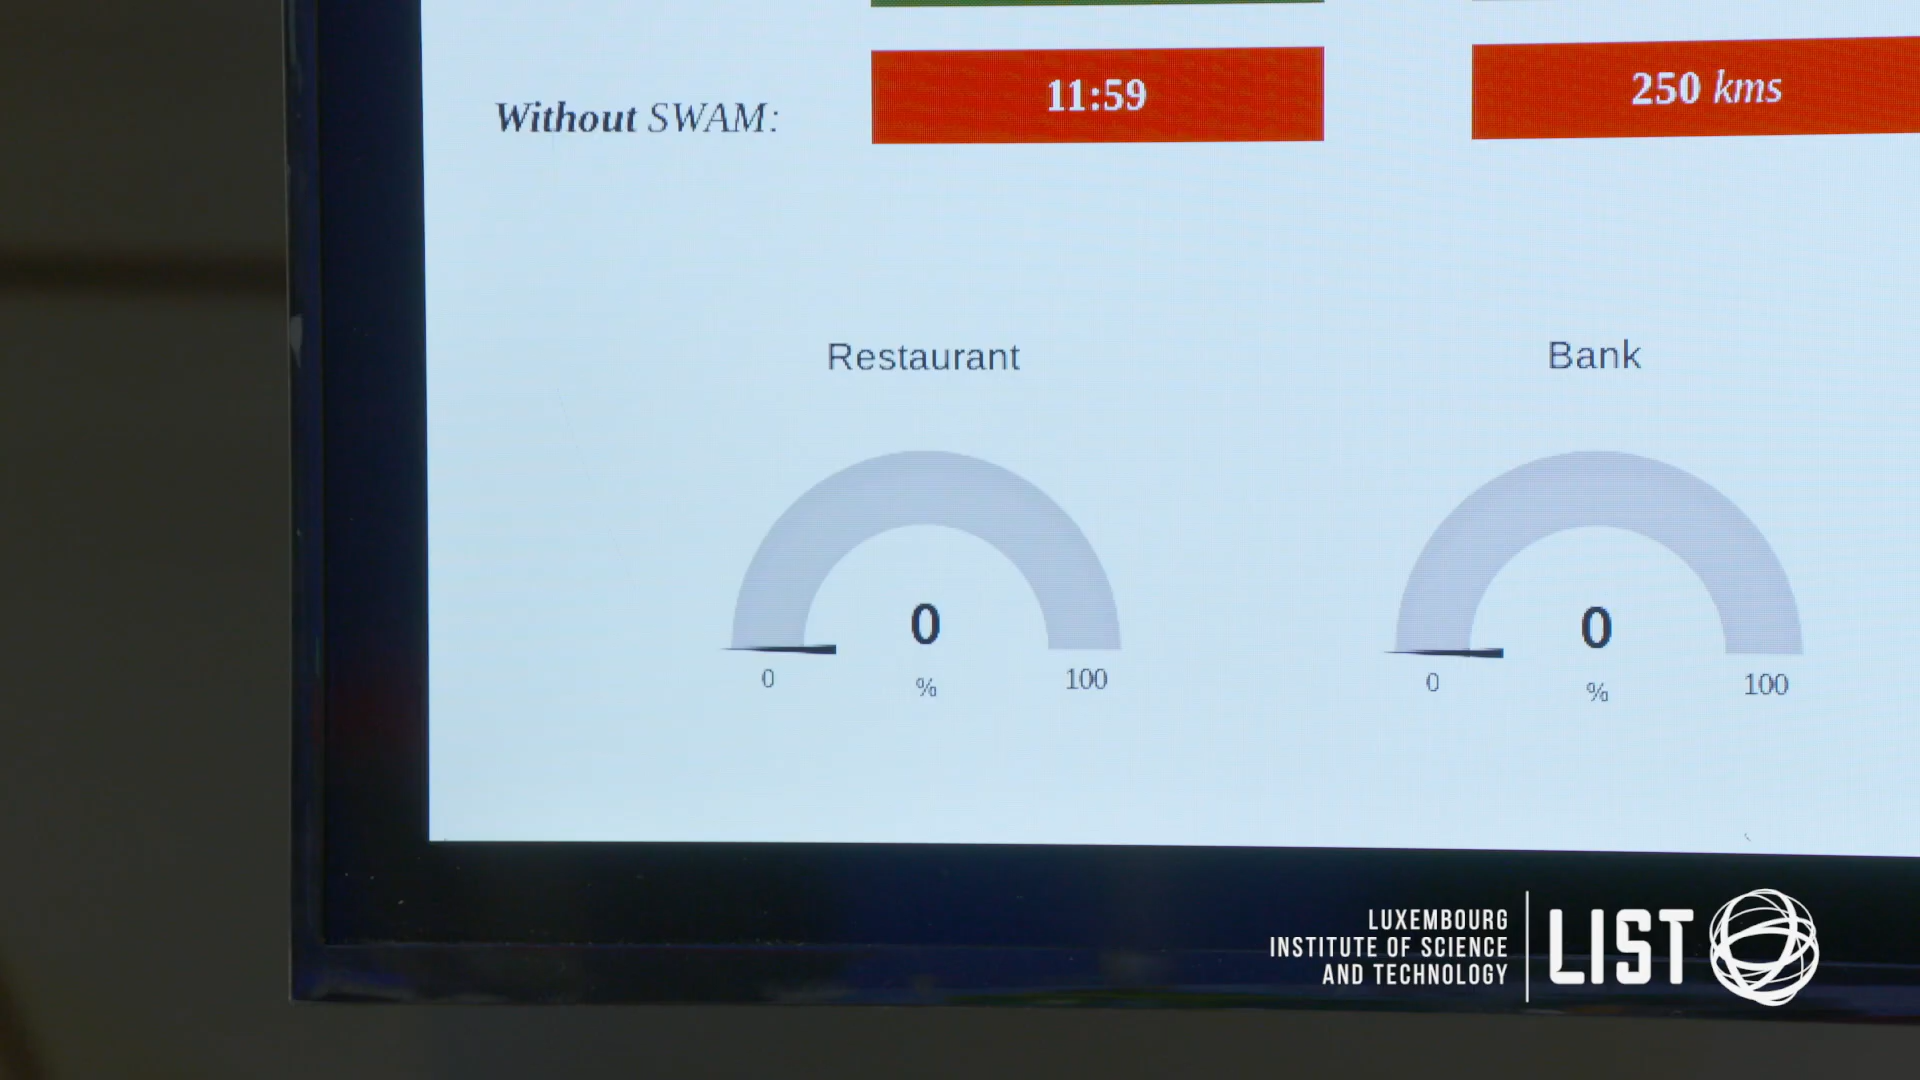 Without SWAM:
11:59
250 kms
Restaurant
Bank
0
0
0
%
100
0
%
100
LUXEMBOURG
INSTITUTE OF SCIENCE
AND TECHNOLOGY
LIST